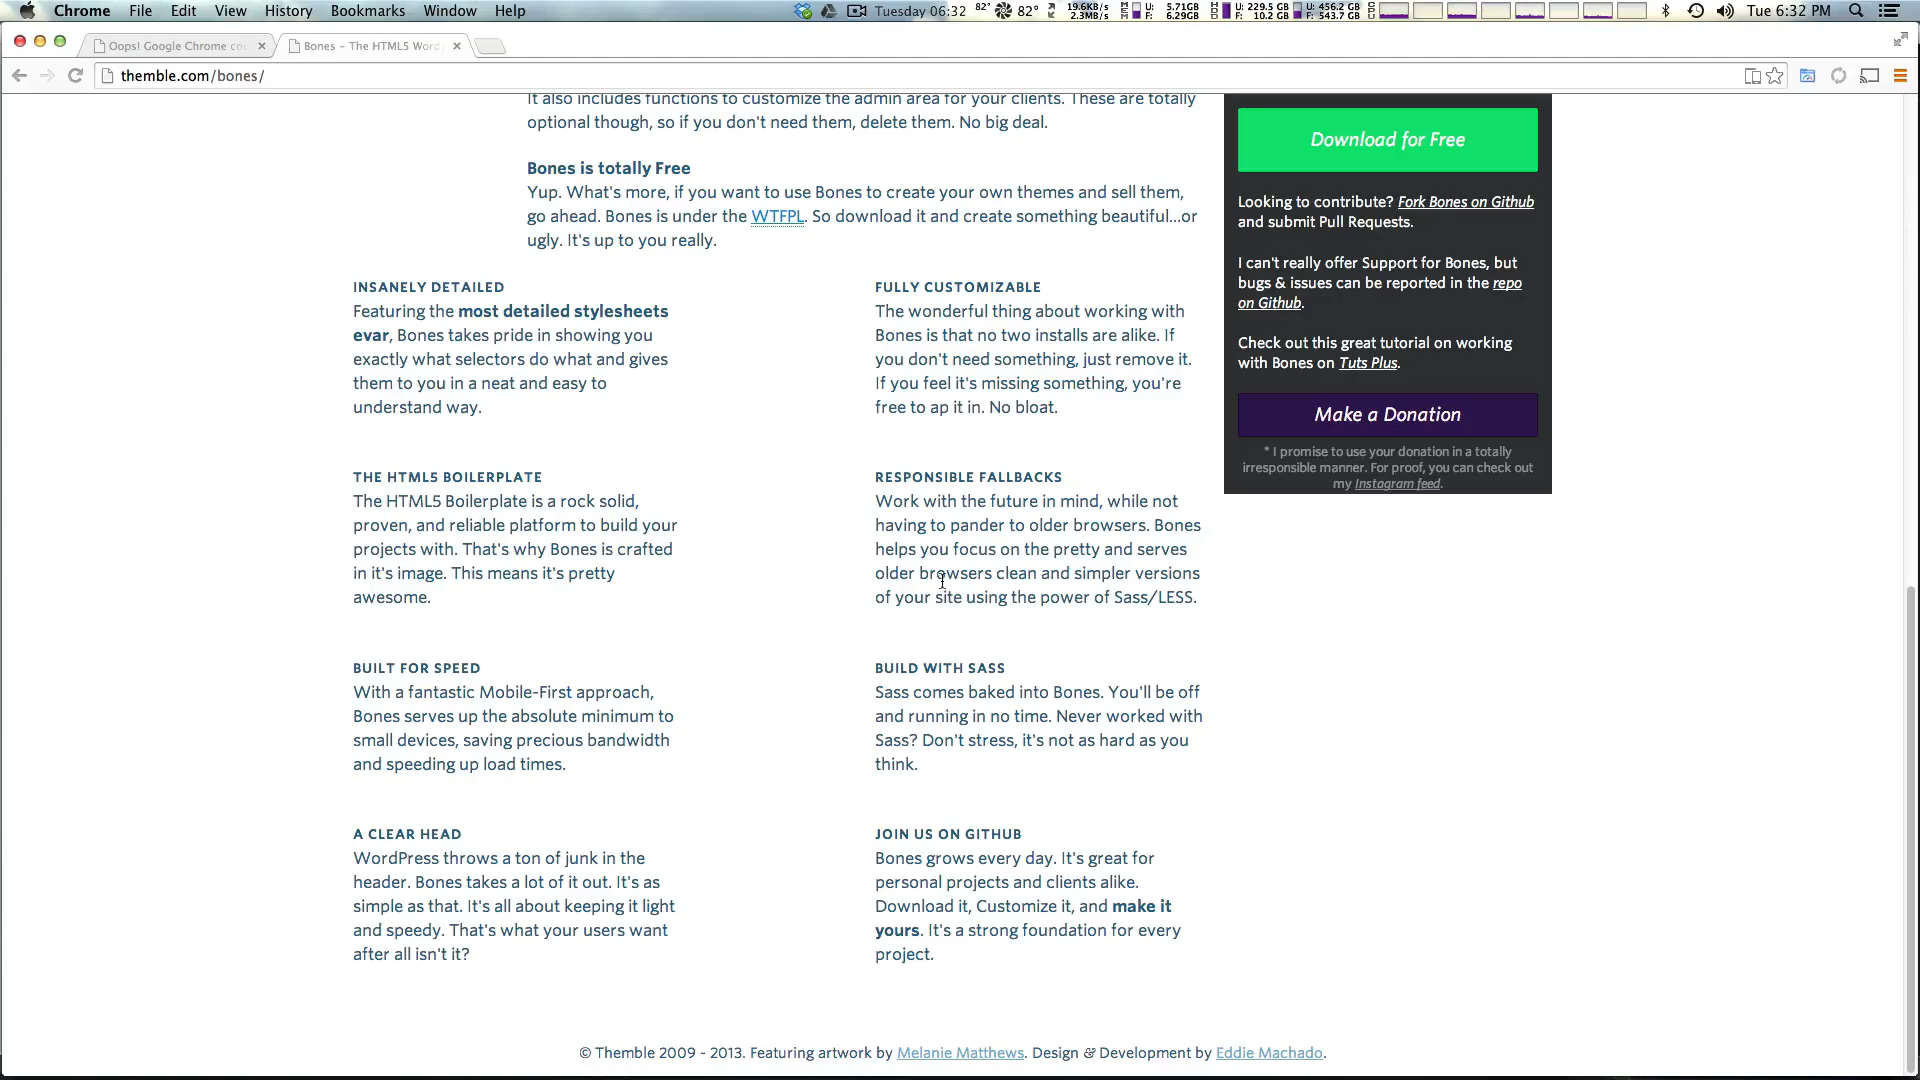 Chrome File Edit View History Bookmarks Window Help
Tuesday 06:32 82° 82° 19.6KB/s 2.3MB/s U: 5.71GB F: 6.29GB U: 229.5 GB F: 10.2 GB U: 456.2 GB F: 543.7 GB Tue 6:32 PM
Oops! Google Chrome co
Bones – The HTML5 Word
themble.com/bones/
It also includes functions to customize the admin area for your clients. These are totally
optional though, so if you don't need them, delete them. No big deal.
Bones is totally Free
Yup. What's more, if you want to use Bones to create your own themes and sell them,
go ahead. Bones is under the WTFPL. So download it and create something beautiful...or
ugly. It's up to you really.
INSANELY DETAILED
Featuring the most detailed stylesheets
evar, Bones takes pride in showing you
exactly what selectors do what and gives
them to you in a neat and easy to
understand way.
FULLY CUSTOMIZABLE
The wonderful thing about working with
Bones is that no two installs are alike. If
you don't need something, just remove it.
If you feel it's missing something, you're
free to ap it in. No bloat.
THE HTML5 BOILERPLATE
The HTML5 Boilerplate is a rock solid,
proven, and reliable platform to build your
projects with. That's why Bones is crafted
in it's image. This means it's pretty
awesome.
RESPONSIBLE FALLBACKS
Work with the future in mind, while not
having to pander to older browsers. Bones
helps you focus on the pretty and serves
older browsers clean and simpler versions
of your site using the power of Sass/LESS.
BUILT FOR SPEED
With a fantastic Mobile-First approach,
Bones serves up the absolute minimum to
small devices, saving precious bandwidth
and speeding up load times.
BUILD WITH SASS
Sass comes baked into Bones. You'll be off
and running in no time. Never worked with
Sass? Don't stress, it's not as hard as you
think.
A CLEAR HEAD
WordPress throws a ton of junk in the
header. Bones takes a lot of it out. It's as
simple as that. It's all about keeping it light
and speedy. That's what your users want
after all isn't it?
JOIN US ON GITHUB
Bones grows every day. It's great for
personal projects and clients alike.
Download it, Customize it, and make it
yours. It's a strong foundation for every
project.
Download for Free
Looking to contribute? Fork Bones on Github
and submit Pull Requests.
I can't really offer Support for Bones, but
bugs & issues can be reported in the repo
on Github.
Check out this great tutorial on working
with Bones on Tuts Plus.
Make a Donation
* I promise to use your donation in a totally
irresponsible manner. For proof, you can check out
my Instagram feed.
© Themble 2009 - 2013. Featuring artwork by Melanie Matthews. Design & Development by Eddie Machado.